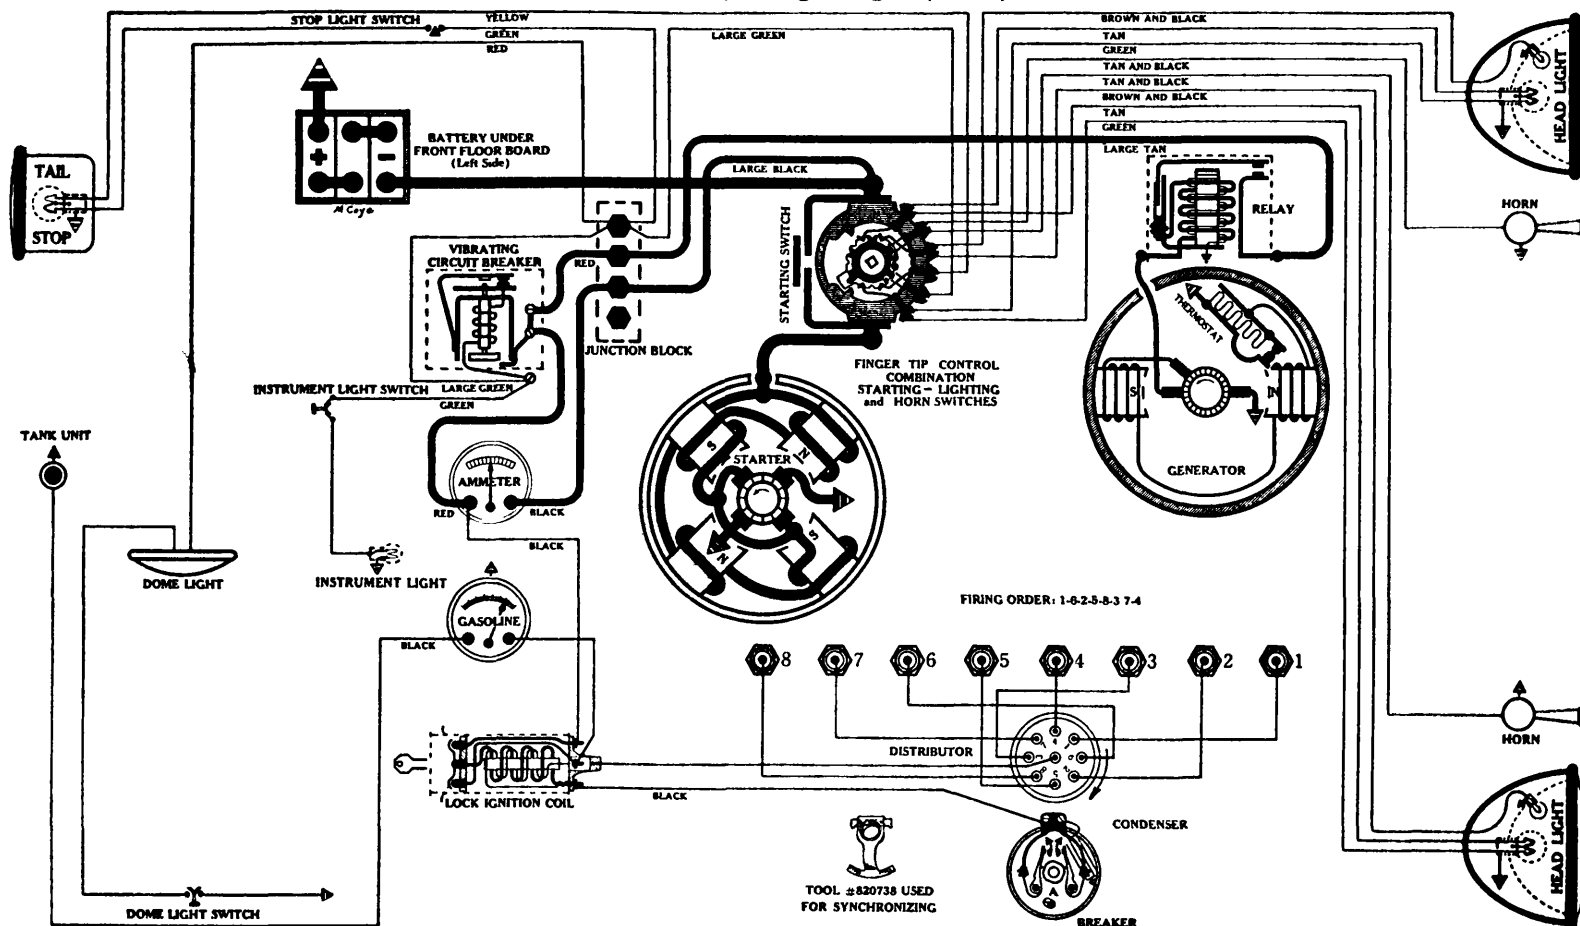 STOP LIGHT SWITCH
YELLOW
GREEN
RED
LARGE GREEN
BROWN AND BLACK
TAN
GREEN
TAN AND BLACK
TAN AND BLACK
BROWN AND BLACK
TAN
GREEN
LARGE TAN
HEAD LIGHT
BATTERY UNDER
FRONT FLOOR BOARD
(Left Side)
+
-
TAIL
STOP
LARGE BLACK
RELAY
HORN
VIBRATING
CIRCUIT BREAKER
RED
STARTING SWITCH
THERMOSTAT
JUNCTION BLOCK
FINGER TIP CONTROL
COMBINATION
STARTING - LIGHTING
and HORN SWITCHES
INSTRUMENT LIGHT SWITCH
LARGE GREEN
GREEN
S
N
GENERATOR
TANK UNIT
AMMETER
RED
BLACK
BLACK
S
N
STARTER
N
S
DOME LIGHT
INSTRUMENT LIGHT
GASOLINE
BLACK
FIRING ORDER: 1-6-2-5-8-3 7-4
8
7
6
5
4
3
2
1
HORN
DISTRIBUTOR
LOCK IGNITION COIL
BLACK
CONDENSER
HEAD LIGHT
TOOL #820738 USED
FOR SYNCHRONIZING
A
BREAKER
DOME LIGHT SWITCH